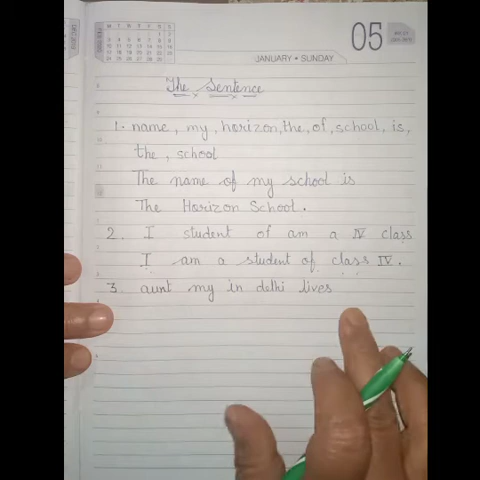 05
JANUARY • SUNDAY
The Sentence
1. name, my, horizon, the, of, school, is,
the, school
The name of my school is
The Horizon School.
2. I student of am a IV class
I am a student of class IV.
3. aunt my in delhi lives